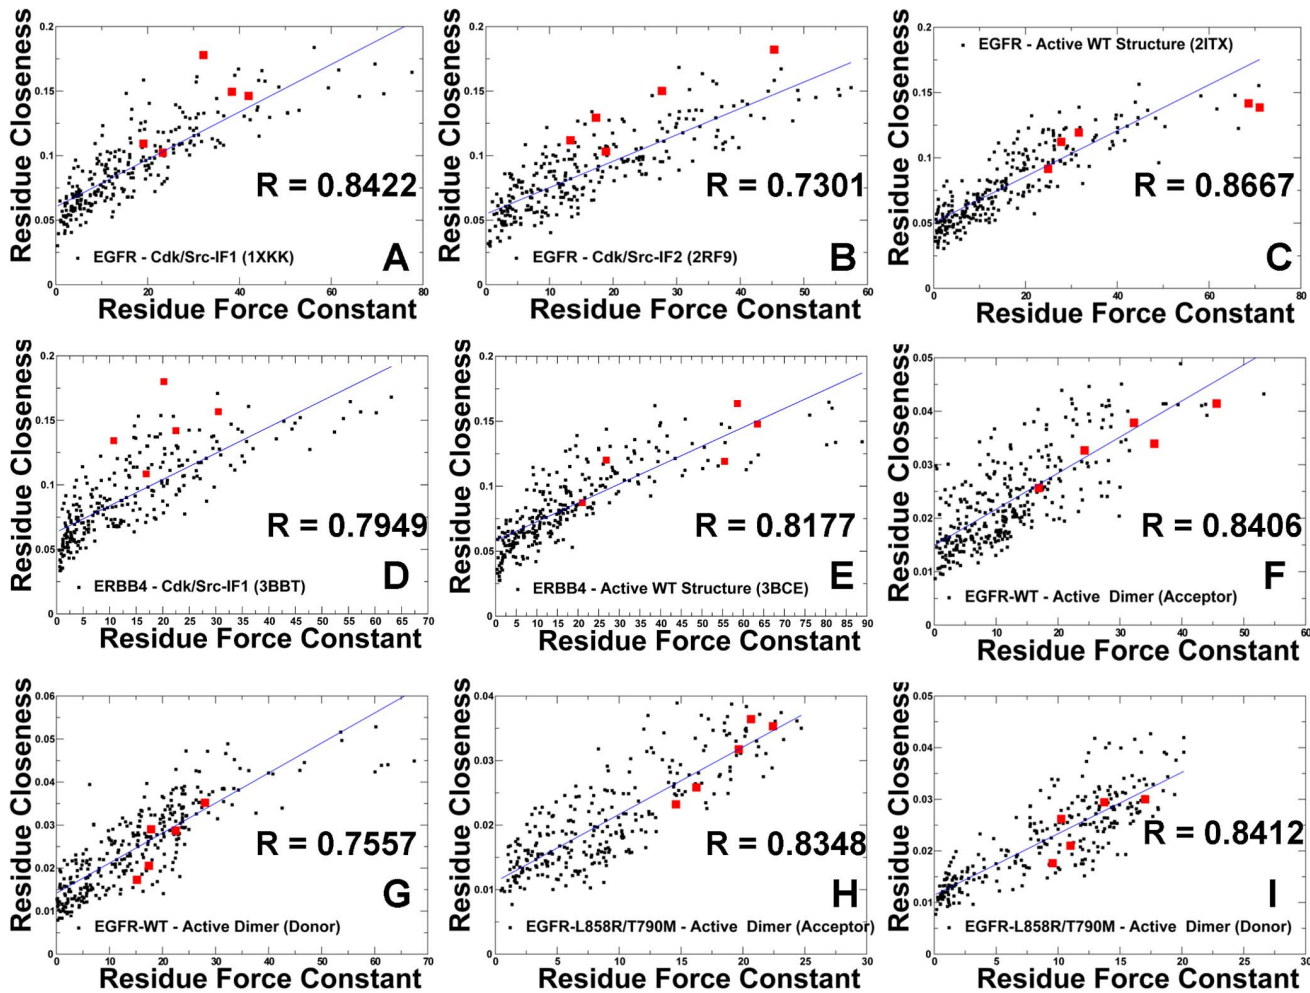 Residue Closeness
0.2
0.15
0.1
0.05
0
R = 0.8422
EGFR - Cdk/Src-IF1 (1XKK)
A
0 20 40 60 80
Residue Force Constant
Residue Closeness
0.2
0.15
0.1
0.05
0
R = 0.7301
EGFR - Cdk/Src-IF2 (2RF9)
B
0 10 20 30 40 50 60
Residue Force Constant
Residue Closeness
0.2
0.15
0.1
0.05
0
EGFR - Active WT Structure (2ITX)
R = 0.8667
C
0 20 40 60 80
Residue Force Constant
Residue Closeness
0.2
0.15
0.1
0.05
0
R = 0.7949
ERBB4 - Cdk/Src-IF1 (3BBT)
D
0 5 10 15 20 25 30 35 40 45 50 55 60 65 70
Residue Force Constant
Residue Closeness
0.2
0.15
0.1
0.05
0
R = 0.8177
ERBB4 - Active WT Structure (3BCE)
E
0 5 10 15 20 25 30 35 40 45 50 55 60 65 70 75 80 85 90
Residue Force Constant
Residue Closeness
0.05
0.04
0.03
0.02
0.01
0
R = 0.8406
EGFR-WT - Active Dimer (Acceptor)
F
0 10 20 30 40 50 60
Residue Force Constant
Residue Closeness
0.06
0.05
0.04
0.03
0.02
0.01
0
R = 0.7557
EGFR-WT - Active Dimer (Donor)
G
0 10 20 30 40 50 60 70
Residue Force Constant
Residue Closeness
0.04
0.03
0.02
0.01
0
R = 0.8348
EGFR-L858R/T790M - Active Dimer (Acceptor)
H
0 5 10 15 20 25 30
Residue Force Constant
Residue Closeness
0.05
0.04
0.03
0.02
0.01
0
R = 0.8412
EGFR-L858R/T790M - Active Dimer (Donor)
I
0 5 10 15 20 25 30
Residue Force Constant